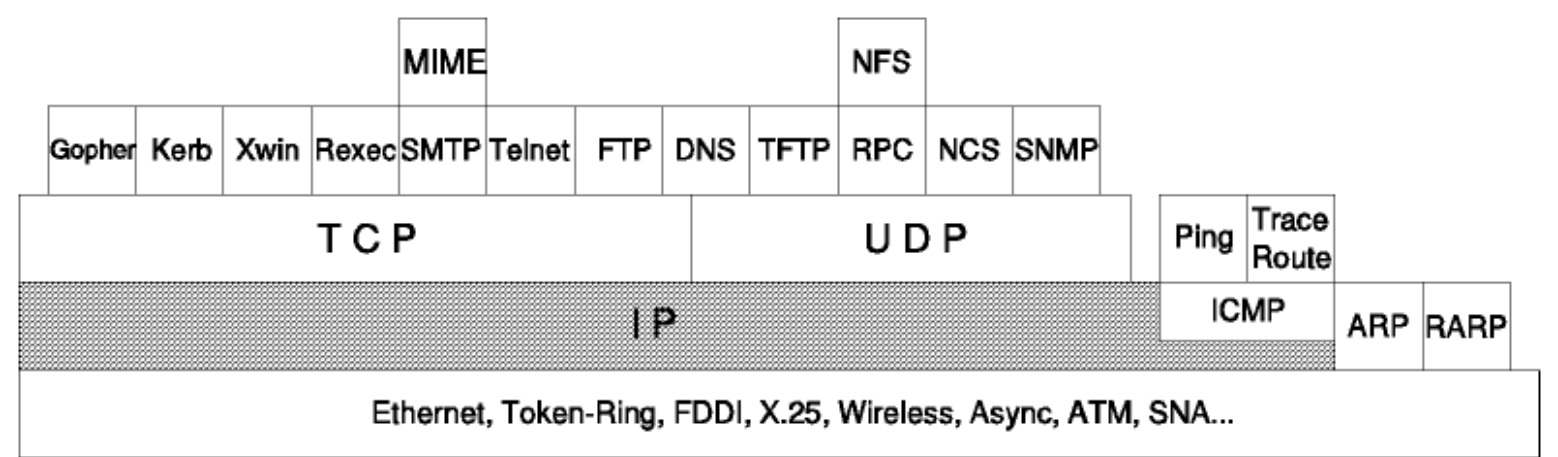 MIME NFS
Gopher Kerb Xwin Rexec SMTP Telnet FTP DNS TFTP RPC NCS SNMP
TCP UDP Ping Trace
Route
IP ICMP ARP RARP
Ethernet, Token-Ring, FDDI, X.25, Wireless, Async, ATM, SNA...